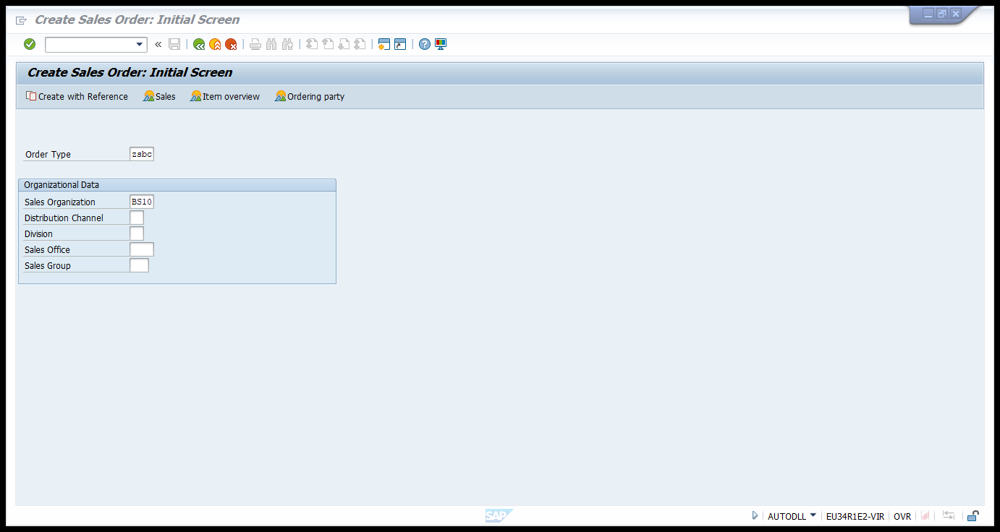 Create Sales Order: Initial Screen
Create Sales Order: Initial Screen
Create with Reference Sales Item overview Ordering party
Order Type zsbc
Organizational Data
Sales Organization BS10
Distribution Channel
Division
Sales Office
Sales Group
SAP AUTODLL EU34R1E2-VIR OVR